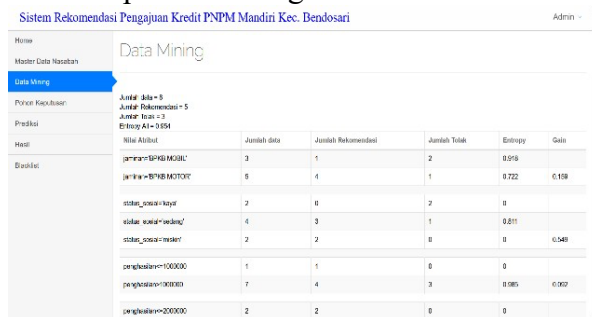 Sistem Rekomendasi Pengajuan Kredit PNPM Mandiri Kec. Bendosari
Admin
Home
Master Data Nasabah
Data Mining
Pohon Keputusan
Prediksi
Hasil
Blacklist
Data Mining
Jumlah data = 8
Jumlah Rekomendasi = 5
Jumlah Tolak = 3
Entropy All = 0.954
Nilai Atribut Jumlah data Jumlah Rekomendasi Jumlah Tolak Entropy Gain
jaminan='BPKB MOBIL' 3 1 2 0.918
jaminan='BPKB MOTOR' 5 4 1 0.722 0.159
status_sosial='kaya' 2 0 2 0
status_sosial='sedang' 4 3 1 0.811
status_sosial='miskin' 2 2 0 0 0.548
penghasilan<=1000000 1 1 0 0
penghasilan>1000000 7 4 3 0.985 0.092
penghasilan<=2000000 2 2 0 0